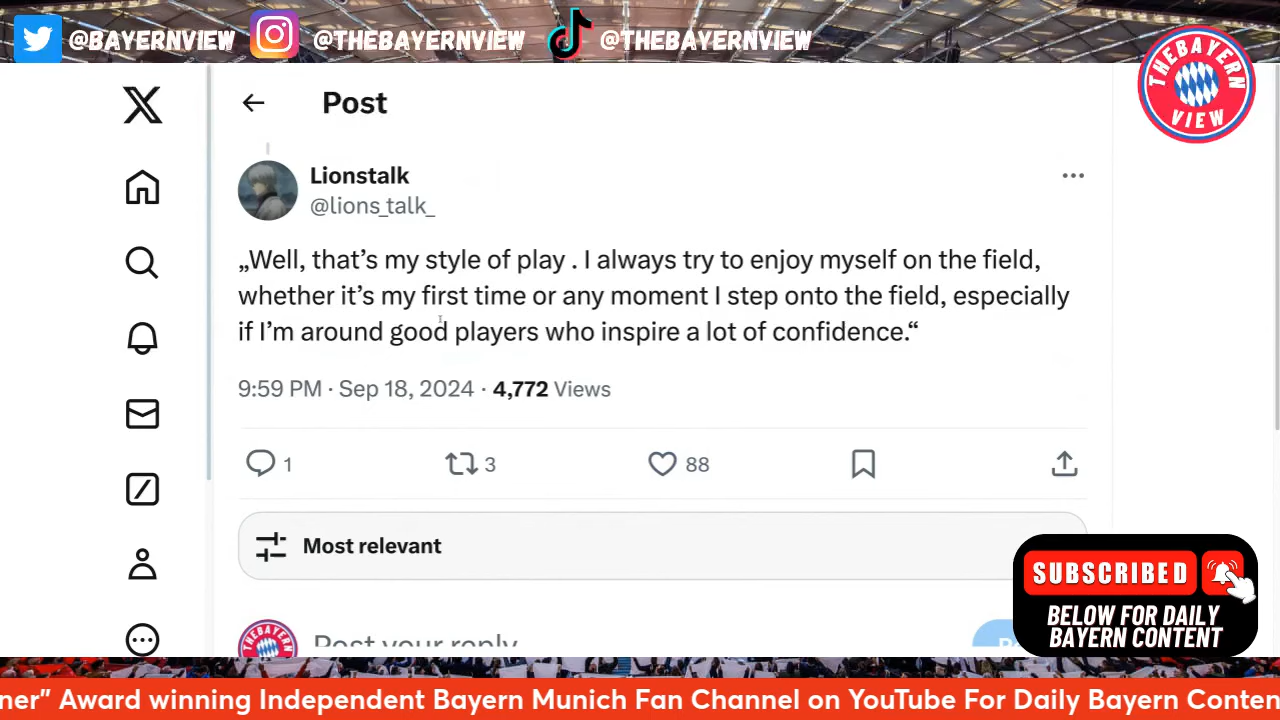 @BAYERNVIEW @THEBAYERNVIEW @THEBAYERNVIEW
THEBAYERN
VIEW
Post
Lionstalk
@lions_talk_
„Well, that’s my style of play . I always try to enjoy myself on the field,
whether it’s my first time or any moment I step onto the field, especially
if I’m around good players who inspire a lot of confidence.“
9:59 PM · Sep 18, 2024 · 4,772 Views
1 3 88
Most relevant
SUBSCRIBED
BELOW FOR DAILY
BAYERN CONTENT
THEBAYERN
Post your reply
ner” Award winning Independent Bayern Munich Fan Channel on YouTube For Daily Bayern Conten